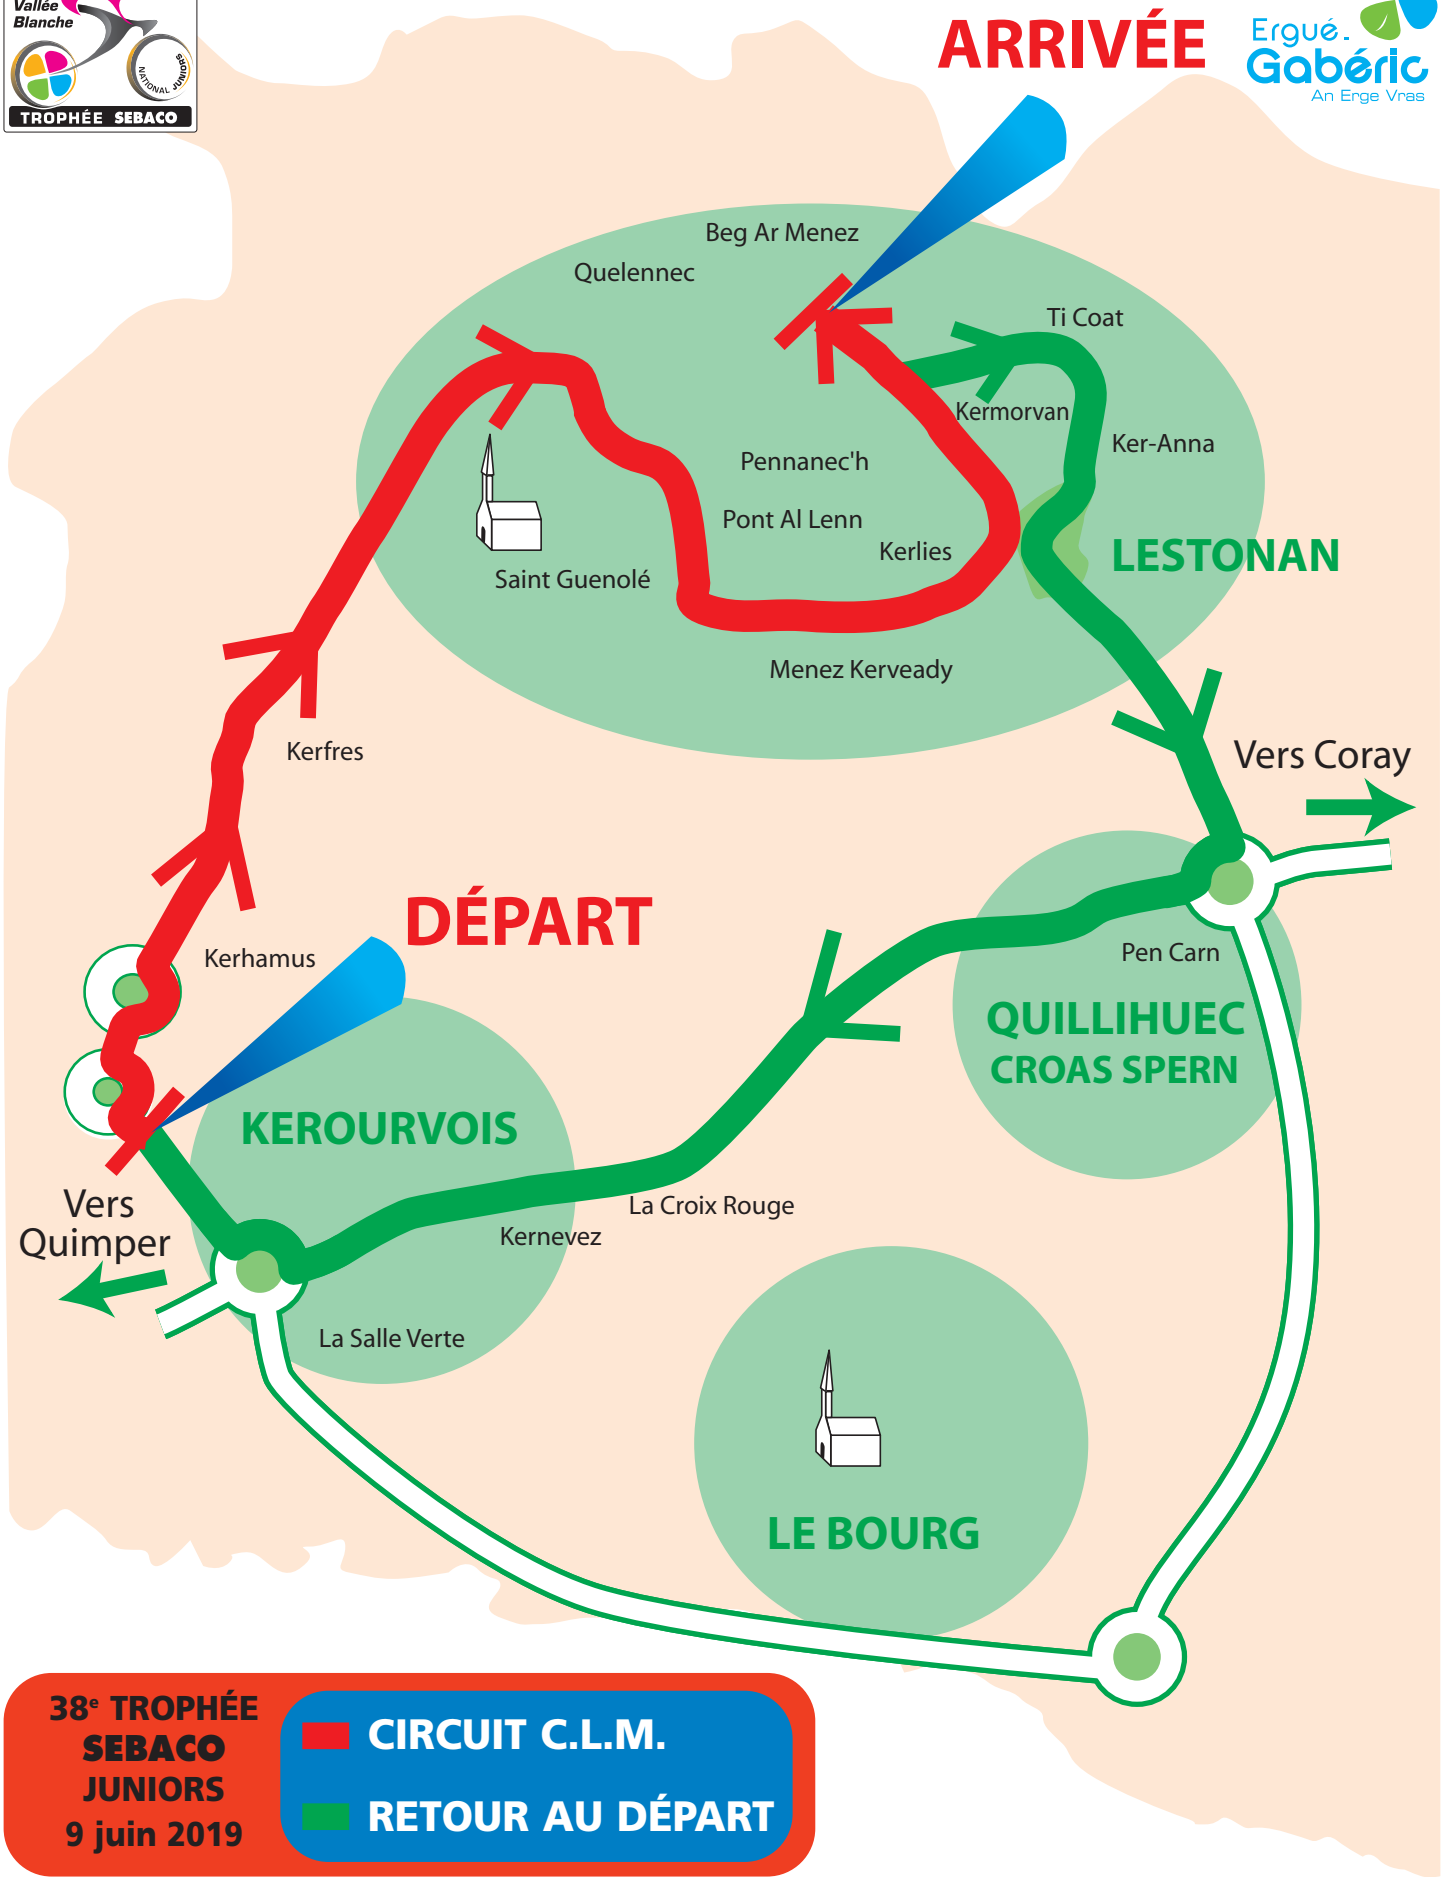 Vallée
Blanche
NATIONAL JUNIORS
TROPHÉE SEBACO
ARRIVÉE
Ergué-
Gabéric
An Erge Vras
Beg Ar Menez
Quelennec
Ti Coat
Kermorvan
Ker-Anna
Pennanec'h
Pont Al Lenn
Kerlies
LESTONAN
Saint Guenolé
Menez Kerveady
Kerfres
Vers Coray
DÉPART
Kerhamus
Pen Carn
QUILLIHUEC
CROAS SPERN
KEROURVOIS
Vers
Quimper
La Croix Rouge
Kernevez
La Salle Verte
LE BOURG
38e TROPHÉE
SEBACO
JUNIORS
9 juin 2019
CIRCUIT C.L.M.
RETOUR AU DÉPART